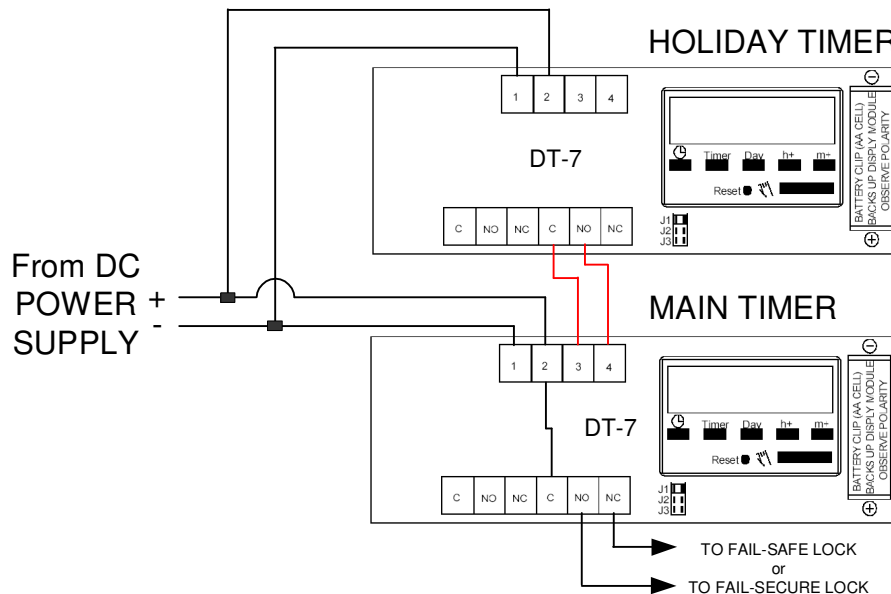 HOLIDAY TIMER
1 2 3 4
DT-7
Timer Day h+ m+
Reset
J1
J2
J3
C NO NC C NO NC
BATTERY CLIP (AA CELL)
BACKS UP DISPLY MODULE
OBSERVE POLARITY
From DC
POWER +
SUPPLY -
MAIN TIMER
1 2 3 4
DT-7
Timer Day h+ m+
Reset
J1
J2
J3
C NO NC C NO NC
BATTERY CLIP (AA CELL)
BACKS UP DISPLY MODULE
OBSERVE POLARITY
TO FAIL-SAFE LOCK
or
TO FAIL-SECURE LOCK